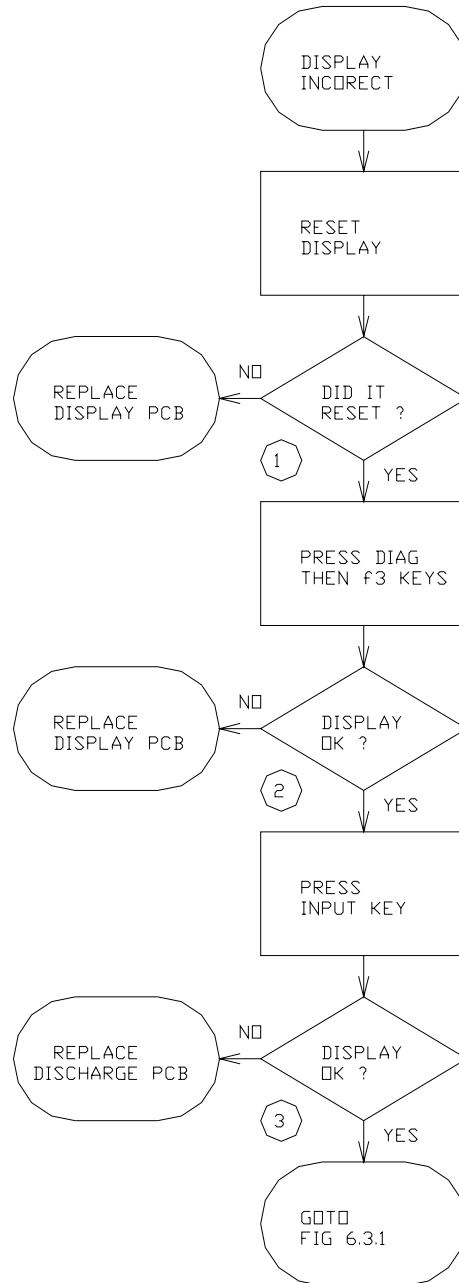 DISPLAY
INCORECT
RESET
DISPLAY
NO
REPLACE
DISPLAY PCB
DID IT
RESET ?
1
YES
PRESS DIAG
THEN f3 KEYS
NO
REPLACE
DISPLAY PCB
DISPLAY
OK ?
2
YES
PRESS
INPUT KEY
NO
REPLACE
DISCHARGE PCB
DISPLAY
OK ?
3
YES
GOTO
FIG 6.3.1